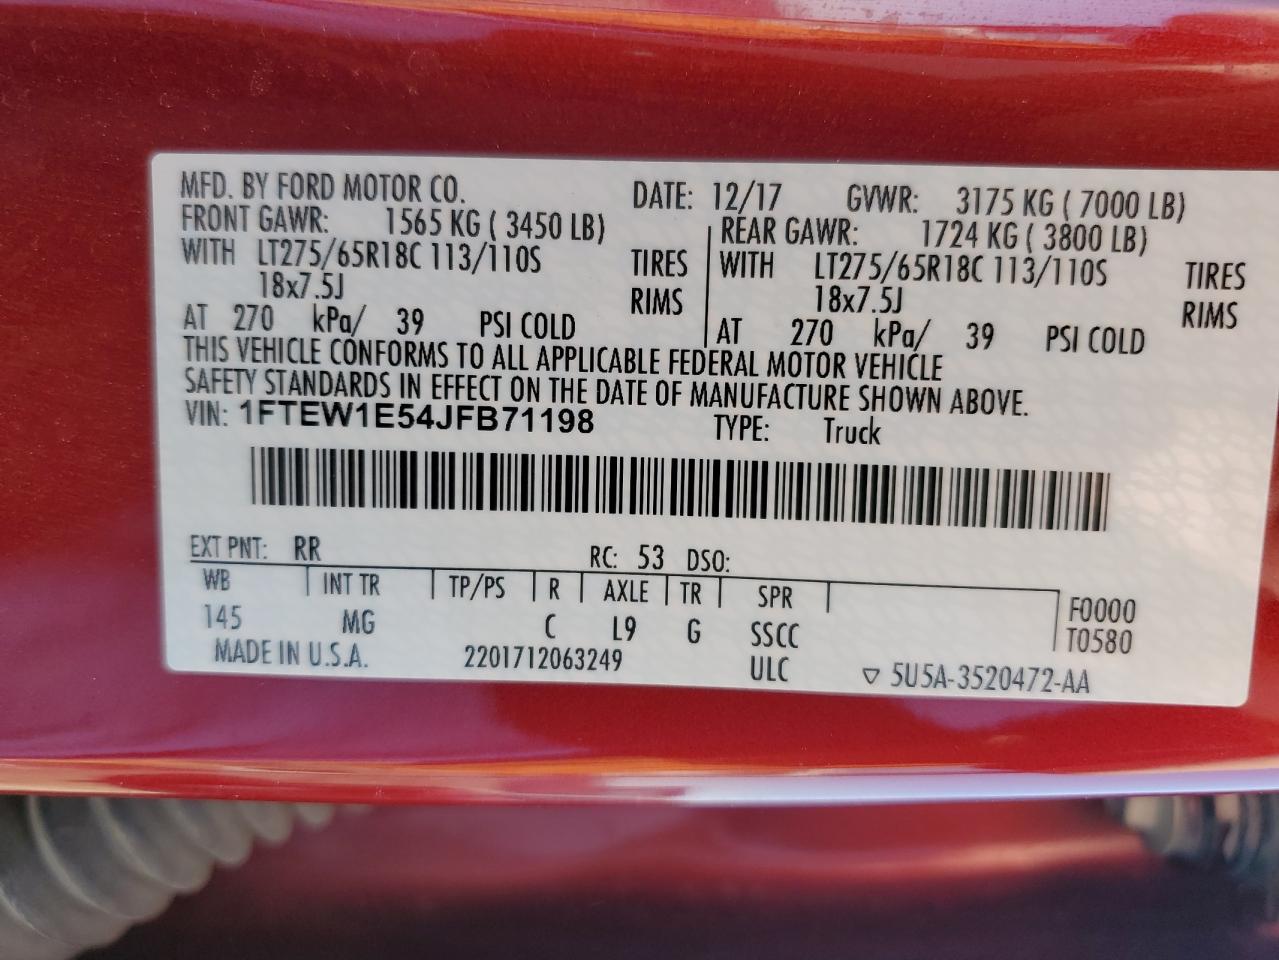 MFD. BY FORD MOTOR CO. DATE: 12/17 GVWR: 3175 KG ( 7000 LB)
FRONT GAWR: 1565 KG ( 3450 LB) REAR GAWR: 1724 KG ( 3800 LB)
WITH LT275/65R18C 113/110S TIRES WITH LT275/65R18C 113/110S TIRES
18x7.5J RIMS 18x7.5J RIMS
AT 270 kPa/ 39 PSI COLD AT 270 kPa/ 39 PSI COLD
THIS VEHICLE CONFORMS TO ALL APPLICABLE FEDERAL MOTOR VEHICLE
SAFETY STANDARDS IN EFFECT ON THE DATE OF MANUFACTURE SHOWN ABOVE.
VIN: 1FTEW1E54JFB71198 TYPE: Truck
EXT PNT: RR RC: 53 DSO:
WB INT TR TP/PS R AXLE TR SPR F0000
145 MG C L9 G SSCC T0580
MADE IN U.S.A. 2201712063249 ULC ▽ 5U5A-3520472-AA